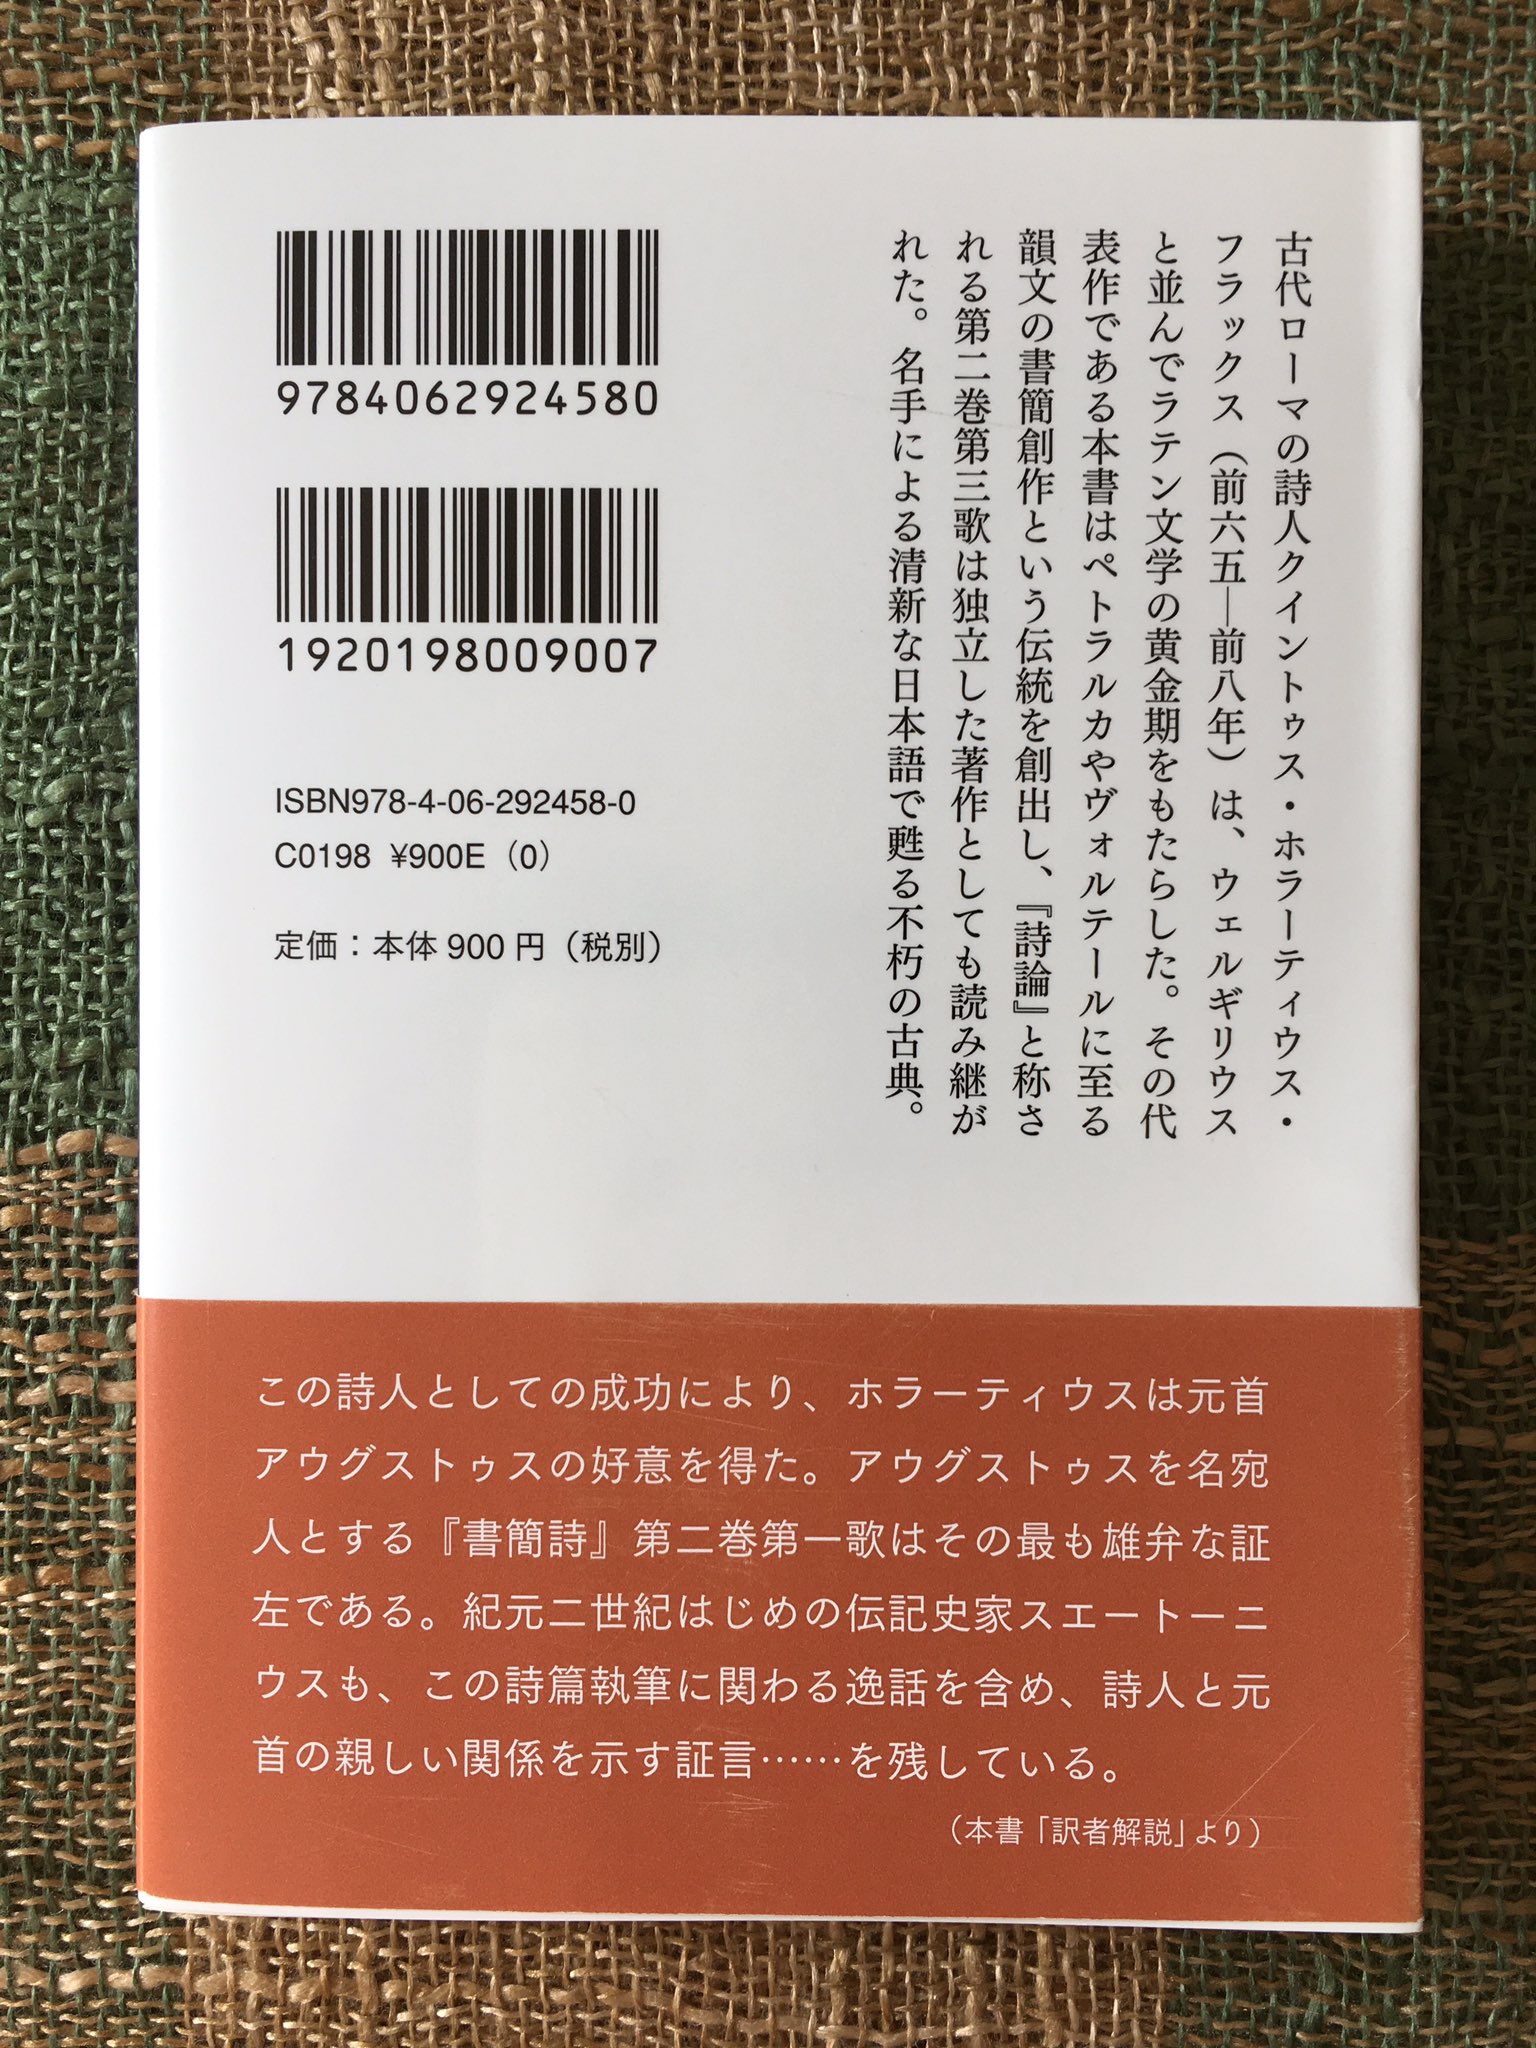 古代ローマの詩人クイントゥス・ホラーティウス・
フラックス（前六五―前八年）は、ウェルギリウス
と並んでラテン文学の黄金期をもたらした。その代
表作である本書はペトラルカやヴォルテールに至る
韻文の書簡創作という伝統を創出し、『詩論』と称さ
れる第二巻第三歌は独立した著作としても読み継が
れた。名手による清新な日本語で甦る不朽の古典。
9784062924580
1920198009007
ISBN978-4-06-292458-0
C0198 ¥900E（0）
定価：本体900円（税別）
この詩人としての成功により、ホラーティウスは元首
アウグストゥスの好意を得た。アウグストゥスを名宛
人とする『書簡詩』第二巻第一歌はその最も雄弁な証
左である。紀元二世紀はじめの伝記史家スエートーニ
ウスも、この詩篇執筆に関わる逸話を含め、詩人と元
首の親しい関係を示す証言……を残している。
（本書「訳者解説」より）